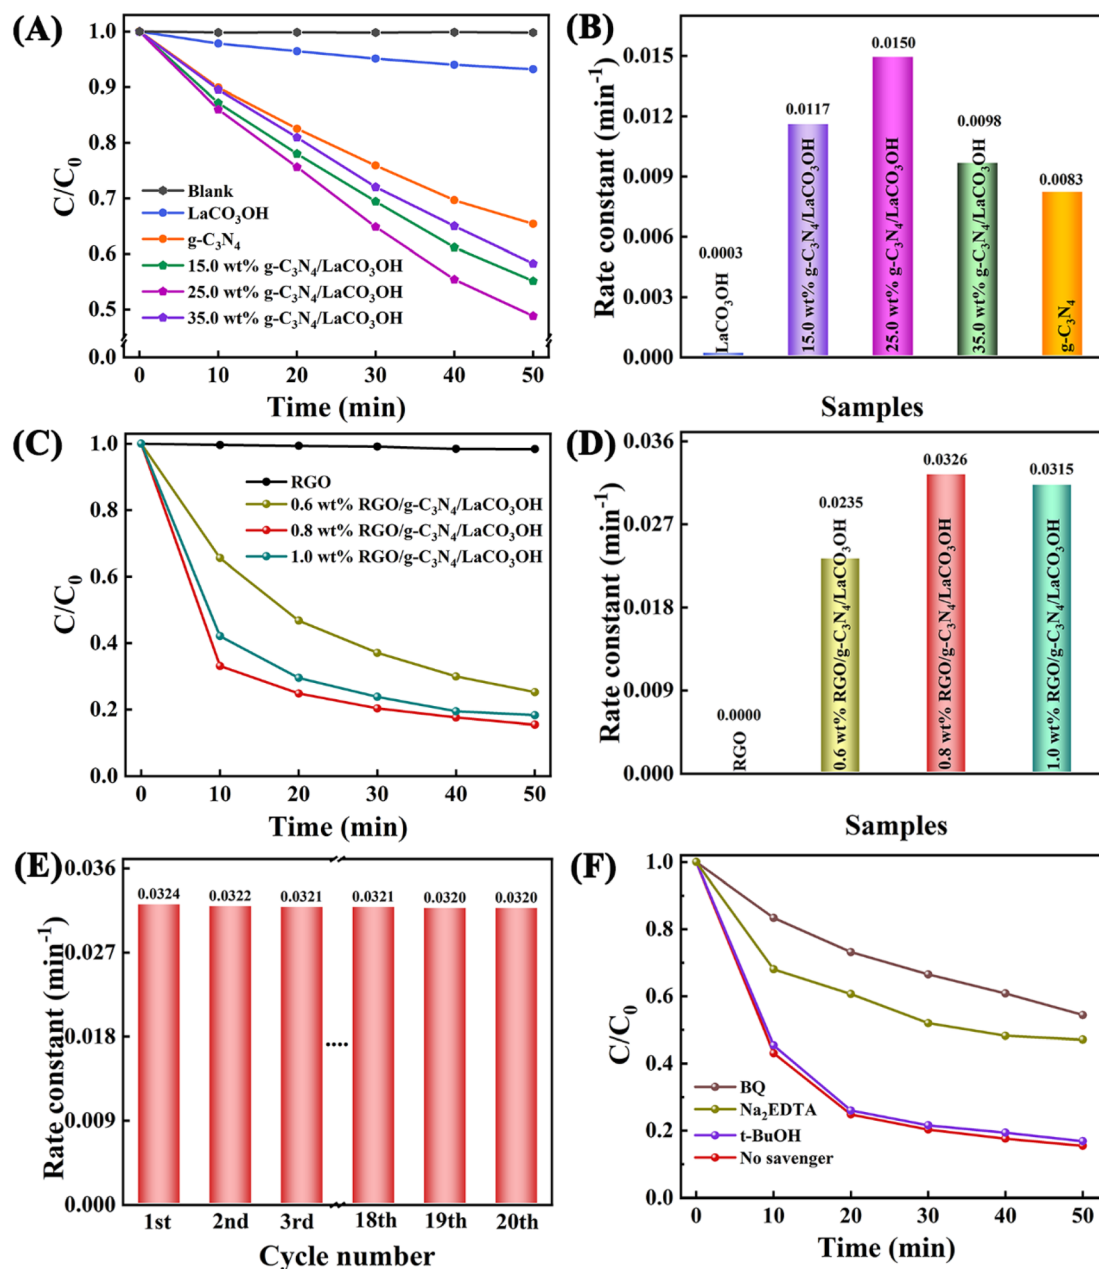 (A)
C/C₀
1.0
0.9
0.8
0.7
0.6
0.5
0.0
Blank
LaCO₃OH
g-C₃N₄
15.0 wt% g-C₃N₄/LaCO₃OH
25.0 wt% g-C₃N₄/LaCO₃OH
35.0 wt% g-C₃N₄/LaCO₃OH
0 10 20 30 40 50
Time (min)
(B)
Rate constant (min⁻¹)
0.015
0.012
0.009
0.006
0.003
0.000
0.0003
0.0117
0.0150
0.0098
0.0083
LaCO₃OH
15.0 wt% g-C₃N₄/LaCO₃OH
25.0 wt% g-C₃N₄/LaCO₃OH
35.0 wt% g-C₃N₄/LaCO₃OH
g-C₃N₄
Samples
(C)
C/C₀
1.0
0.8
0.6
0.4
0.2
0.0
RGO
0.6 wt% RGO/g-C₃N₄/LaCO₃OH
0.8 wt% RGO/g-C₃N₄/LaCO₃OH
1.0 wt% RGO/g-C₃N₄/LaCO₃OH
0 10 20 30 40 50
Time (min)
(D)
Rate constant (min⁻¹)
0.036
0.027
0.018
0.009
0.000
0.0000
0.0235
0.0326
0.0315
RGO
0.6 wt% RGO/g-C₃N₄/LaCO₃OH
0.8 wt% RGO/g-C₃N₄/LaCO₃OH
1.0 wt% RGO/g-C₃N₄/LaCO₃OH
Samples
(E)
Rate constant (min⁻¹)
0.036
0.027
0.018
0.009
0.000
0.0324 0.0322 0.0321 0.0321 0.0320 0.0320
....
1st 2nd 3rd 18th 19th 20th
Cycle number
(F)
C/C₀
1.0
0.8
0.6
0.4
0.2
0.0
BQ
Na₂EDTA
t-BuOH
No savenger
0 10 20 30 40 50
Time (min)